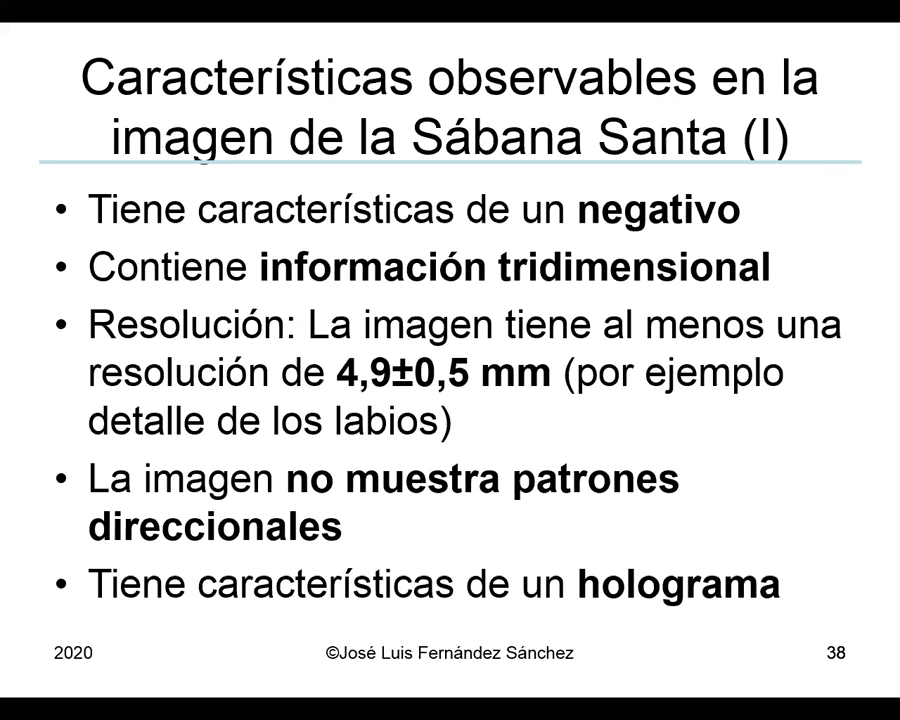 Características observables en la
imagen de la Sábana Santa (I)
• Tiene características de un negativo
• Contiene información tridimensional
• Resolución: La imagen tiene al menos una
resolución de 4,9±0,5 mm (por ejemplo
detalle de los labios)
• La imagen no muestra patrones
direccionales
• Tiene características de un holograma
2020 ©José Luis Fernández Sánchez 38